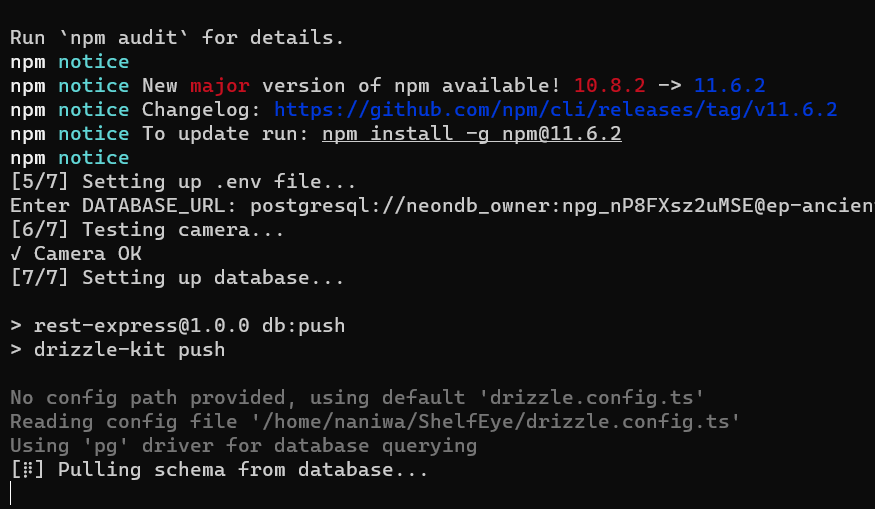 Run `npm audit` for details.
npm notice
npm notice New major version of npm available! 10.8.2 -> 11.6.2
npm notice Changelog: https://github.com/npm/cli/releases/tag/v11.6.2
npm notice To update run: npm install -g npm@11.6.2
npm notice
[5/7] Setting up .env file...
Enter DATABASE_URL: postgresql://neondb_owner:npg_nP8FXsz2uMSE@ep-ancien
[6/7] Testing camera...
√ Camera OK
[7/7] Setting up database...
> rest-express@1.0.0 db:push
> drizzle-kit push
No config path provided, using default 'drizzle.config.ts'
Reading config file '/home/naniwa/ShelfEye/drizzle.config.ts'
Using 'pg' driver for database querying
[⡿] Pulling schema from database...